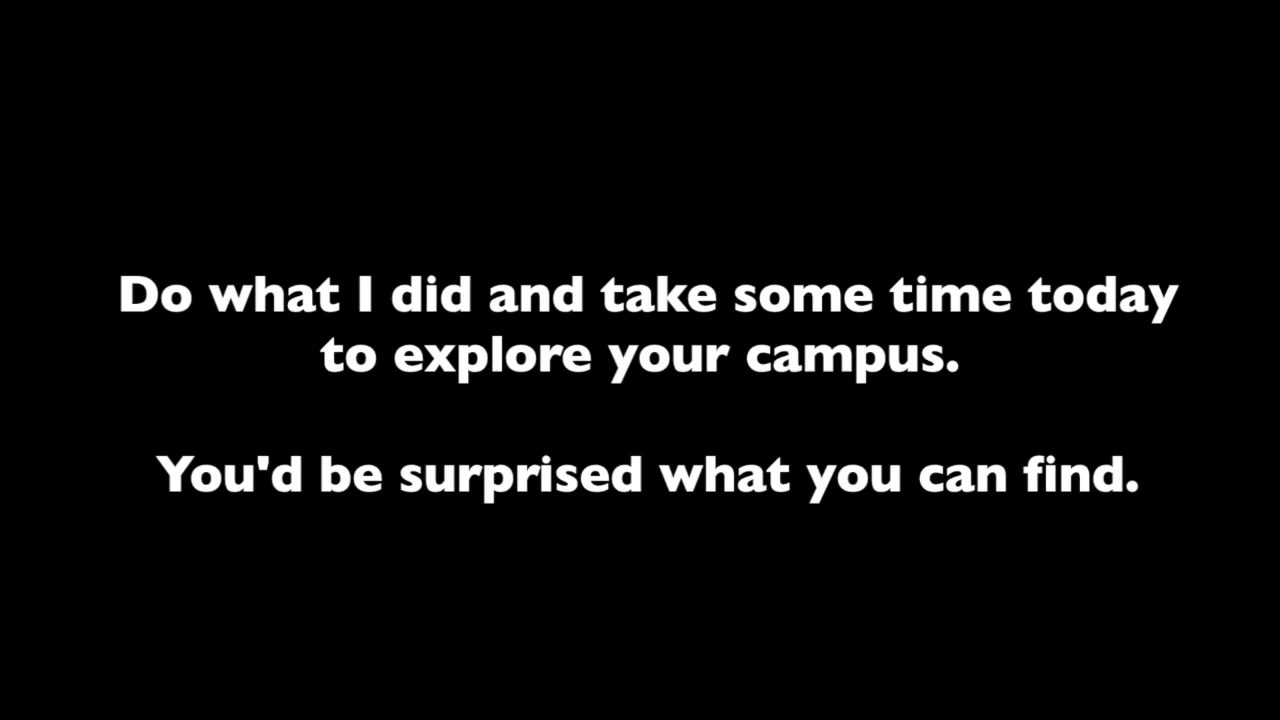 Do what I did and take some time today
to explore your campus.
You'd be surprised what you can find.